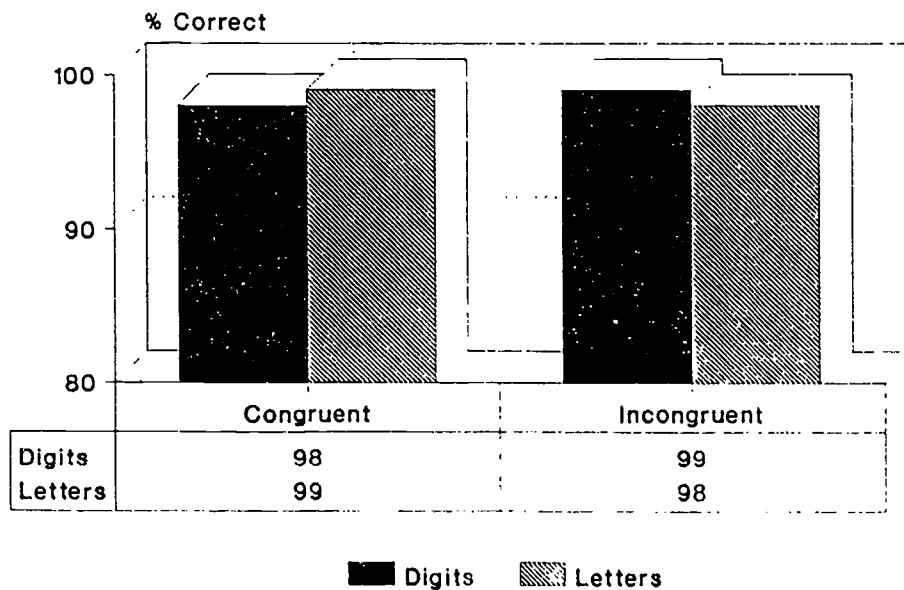 % Correct
100
90
80
Congruent Incongruent
Digits 98 99
Letters 99 98
Digits Letters